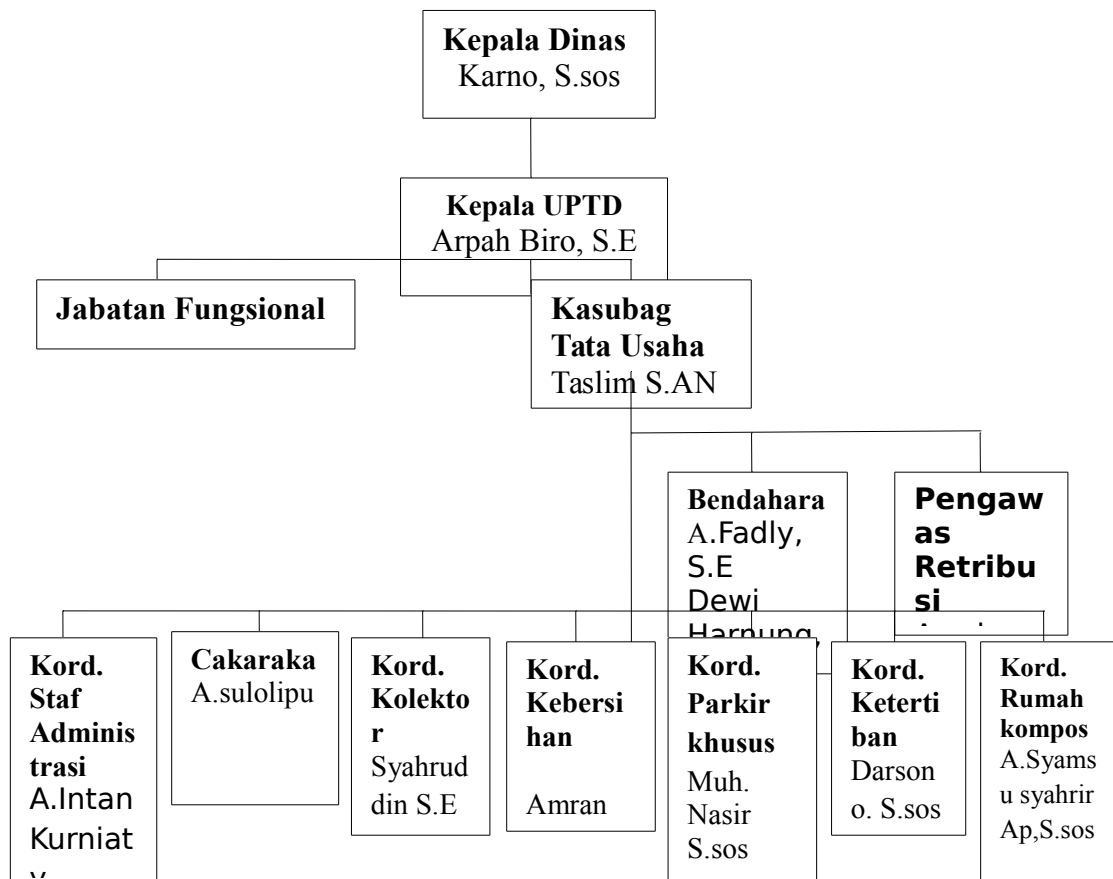 Kepala Dinas
Karno, S.sos
Kepala UPTD
Arpah Biro, S.E
Jabatan Fungsional
Kasubag
Tata Usaha
Taslim S.AN
Bendahara
A.Fadly,
S.E
Dewi
Harnung,
Pengaw
as
Retribu
si
Kord.
Staf
Adminis
trasi
A.Intan
Kurniat
y
Cakaraka
A.sulolipu
Kord.
Kolekto
r
Syahrud
din S.E
Kord.
Kebersi
han
Amran
Kord.
Parkir
khusus
Muh.
Nasir
S.sos
Kord.
Keterti
ban
Darson
o. S.sos
Kord.
Rumah
kompos
A.Syams
u syahrir
Ap,S.sos